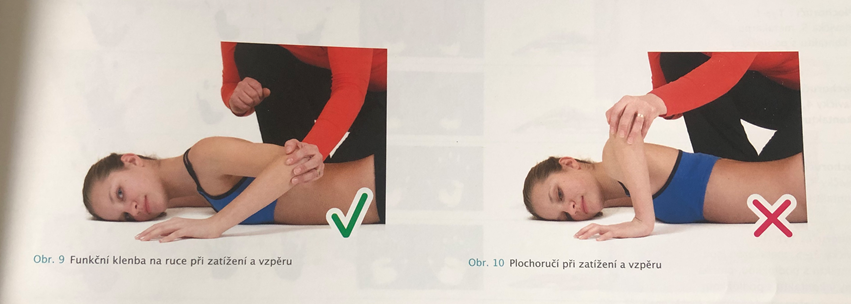 Obr. 9 Funkční klenba na ruce při zatížení a vzpěru
Obr. 10 Plochoručí při zatížení a vzpěru